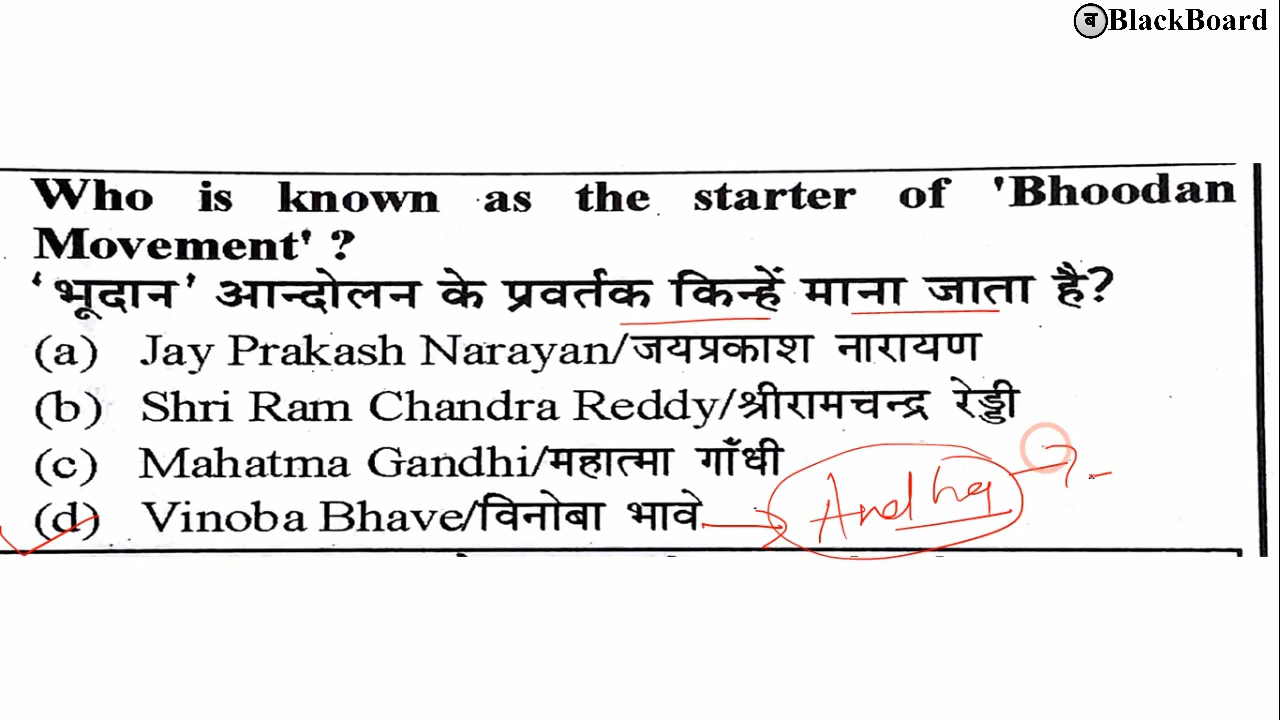 ब BlackBoard
Who is known as the starter of 'Bhoodan
Movement' ?
‘भूदान’ आन्दोलन के प्रवर्तक किन्हें माना जाता है?
(a) Jay Prakash Narayan/जयप्रकाश नारायण
(b) Shri Ram Chandra Reddy/श्रीरामचन्द्र रेड्डी
(c) Mahatma Gandhi/महात्मा गाँधी
(d) Vinoba Bhave/विनोबा भावे